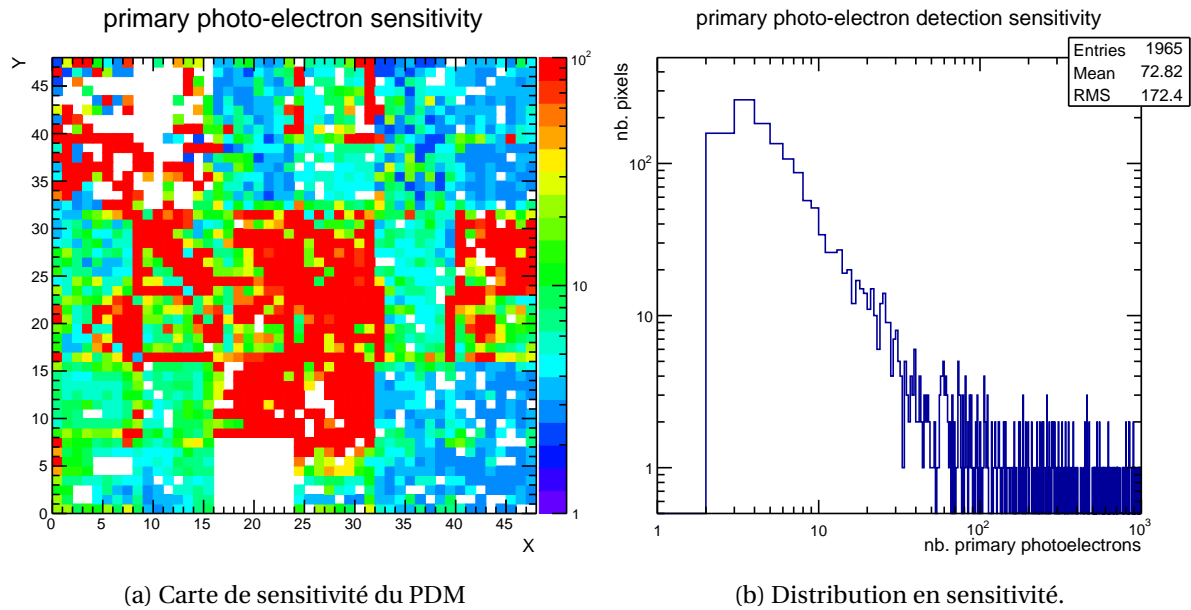 primary photo-electron sensitivity
Y
45
40
35
30
25
20
15
10
5
0
0 5 10 15 20 25 30 35 40 45
X
10²
10
1
(a) Carte de sensitivité du PDM
primary photo-electron detection sensitivity
Entries 1965
Mean 72.82
RMS 172.4
nb. pixels
10²
10
1
1 10 10² 10³
nb. primary photoelectrons
(b) Distribution en sensitivité.